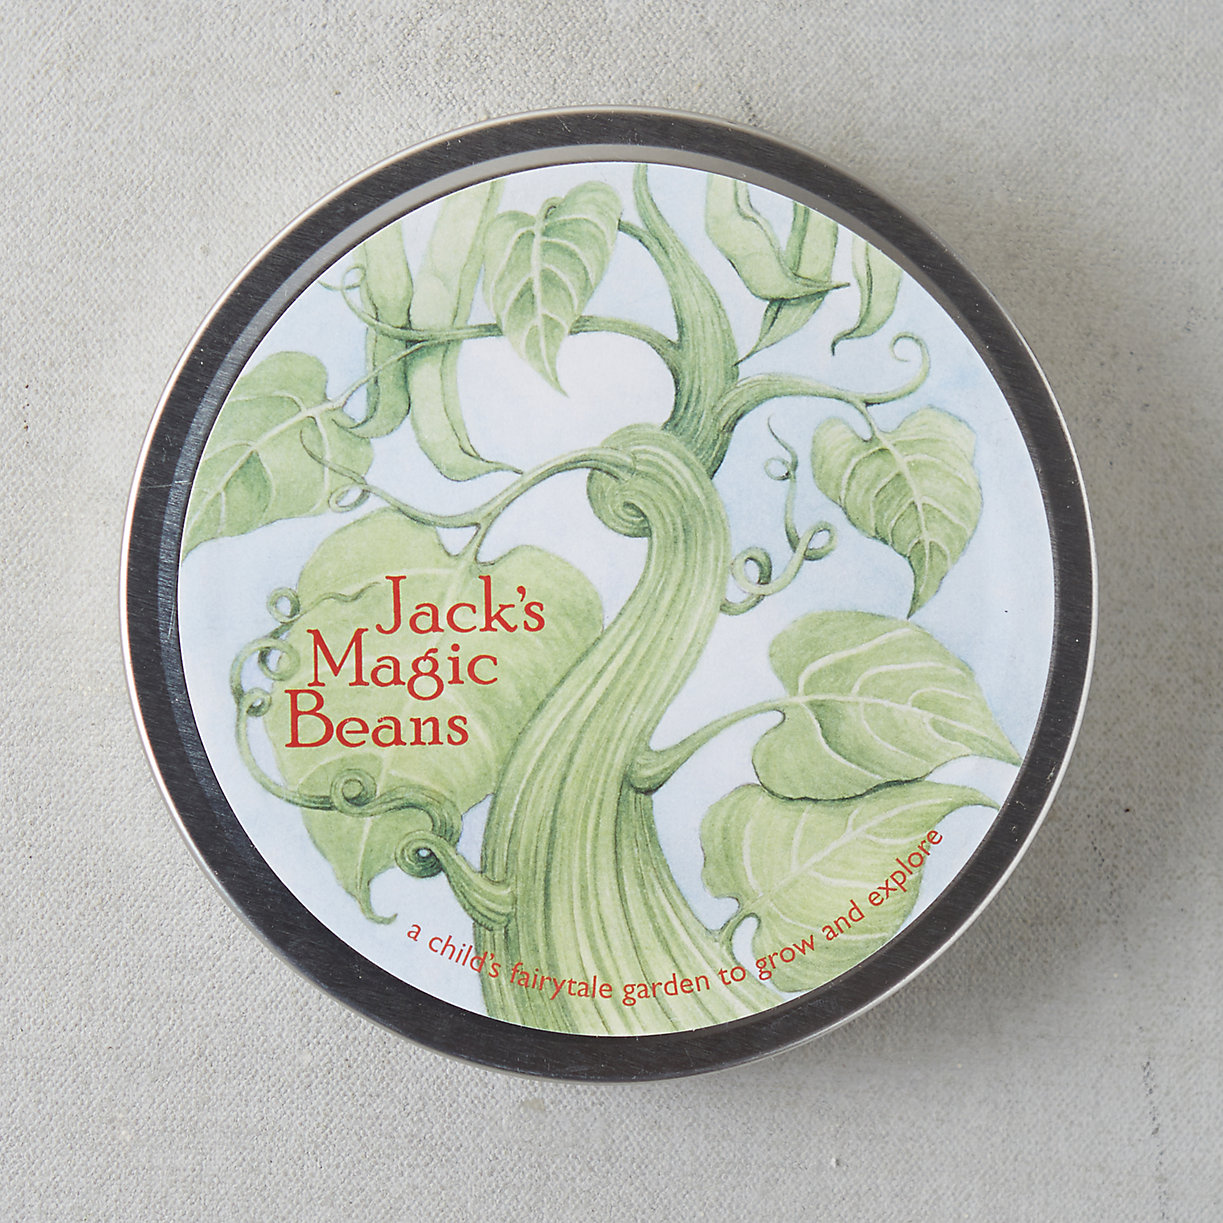 Jack's
Magic
Beans
a child's fairytale garden to grow and explore